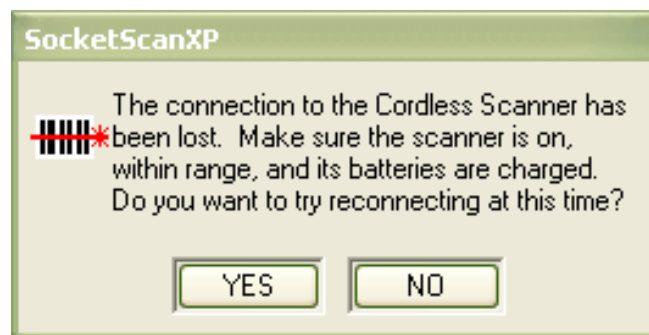 SocketScanXP
The connection to the Cordless Scanner has
been lost.  Make sure the scanner is on,
within range, and its batteries are charged.
Do you want to try reconnecting at this time?
YES
NO